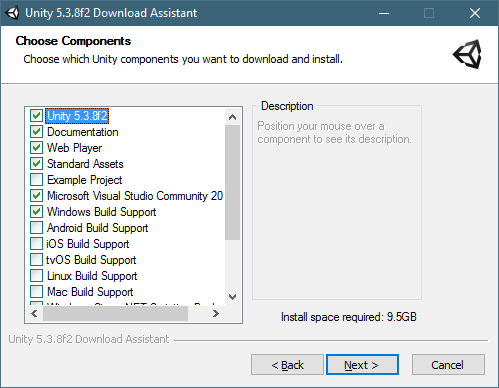 Unity 5.3.8f2 Download Assistant
Choose Components
Choose which Unity components you want to download and install.
Unity 5.3.8f2
Documentation
Web Player
Standard Assets
Example Project
Microsoft Visual Studio Community 20
Windows Build Support
Android Build Support
iOS Build Support
tvOS Build Support
Linux Build Support
Mac Build Support
Description
Position your mouse over a
component to see its description.
Install space required: 9.5GB
Unity 5.3.8f2 Download Assistant
< Back
Next >
Cancel